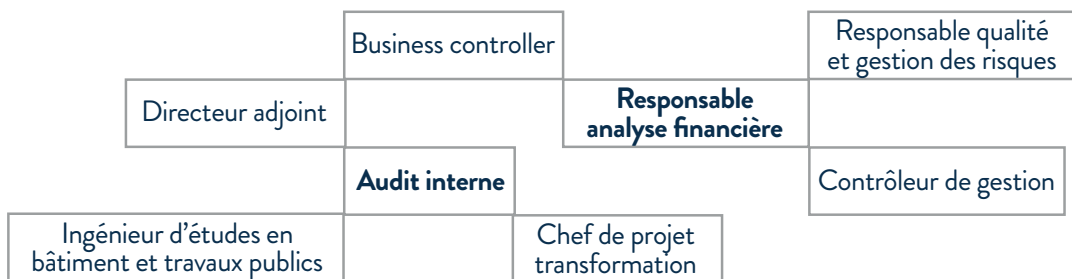 Business controller
Responsable qualité
et gestion des risques
Directeur adjoint
Responsable
analyse financière
Audit interne
Contrôleur de gestion
Ingénieur d’études en
bâtiment et travaux publics
Chef de projet
transformation